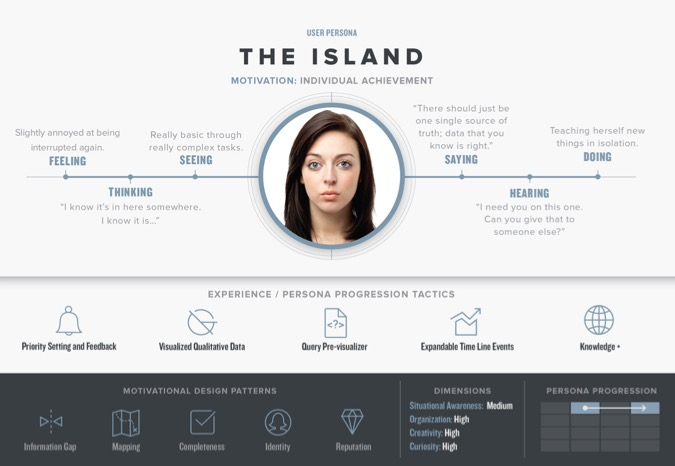 USER PERSONA
THE ISLAND
MOTIVATION: INDIVIDUAL ACHIEVEMENT
Slightly annoyed at being
interrupted again.
FEELING
Really basic through
really complex tasks.
SEEING
THINKING
“I know it’s in here somewhere.
I know it is...”
“There should just be
one single source of
truth; data that you
know is right.”
SAYING
Teaching herself new
things in isolation.
DOING
HEARING
“I need you on this one.
Can you give that to
someone else?”
EXPERIENCE / PERSONA PROGRESSION TACTICS
<?>
Priority Setting and Feedback
Visualized Qualitative Data
Query Pre-visualizer
Expandable Time Line Events
Knowledge +
MOTIVATIONAL DESIGN PATTERNS
Information Gap
Mapping
Completeness
Identity
Reputation
DIMENSIONS
Situational Awareness: Medium
Organization: High
Creativity: High
Curiosity: High
PERSONA PROGRESSION